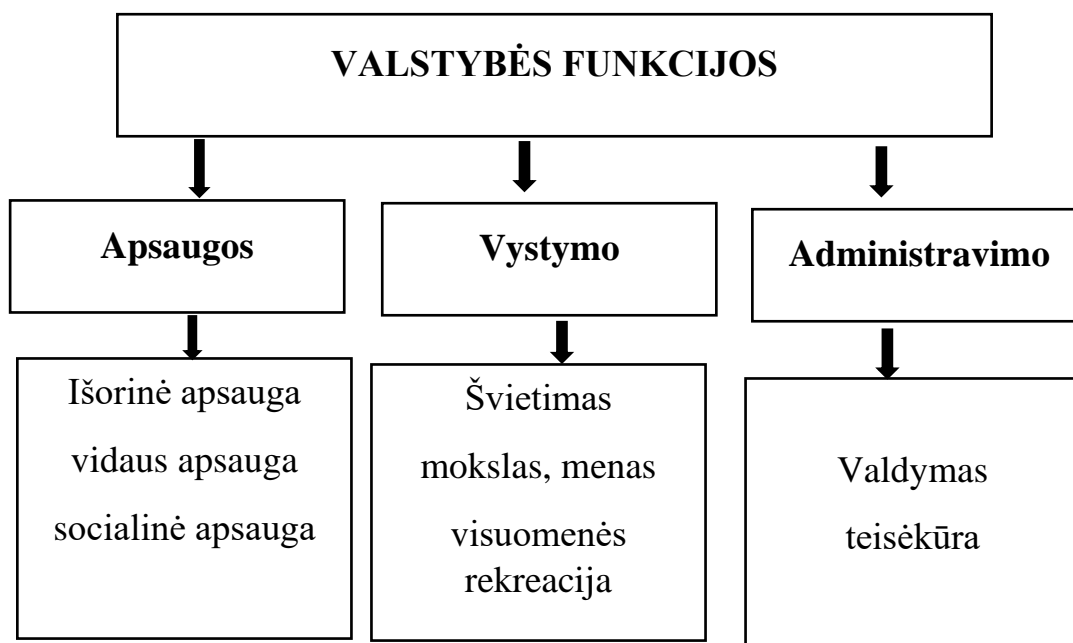 VALSTYBĖS FUNKCIJOS
Apsaugos
Vystymo
Administravimo
Išorinė apsauga
vidaus apsauga
socialinė apsauga
Švietimas
mokslas, menas
visuomenės
rekreacija
Valdymas
teisėkūra